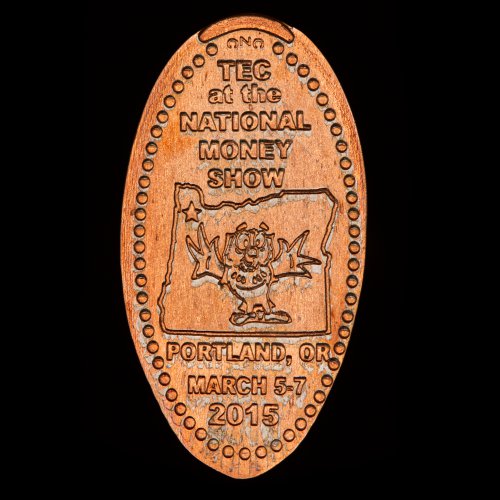 TEC
at the
NATIONAL
MONEY
SHOW
PORTLAND, OR
MARCH 5-7
2015